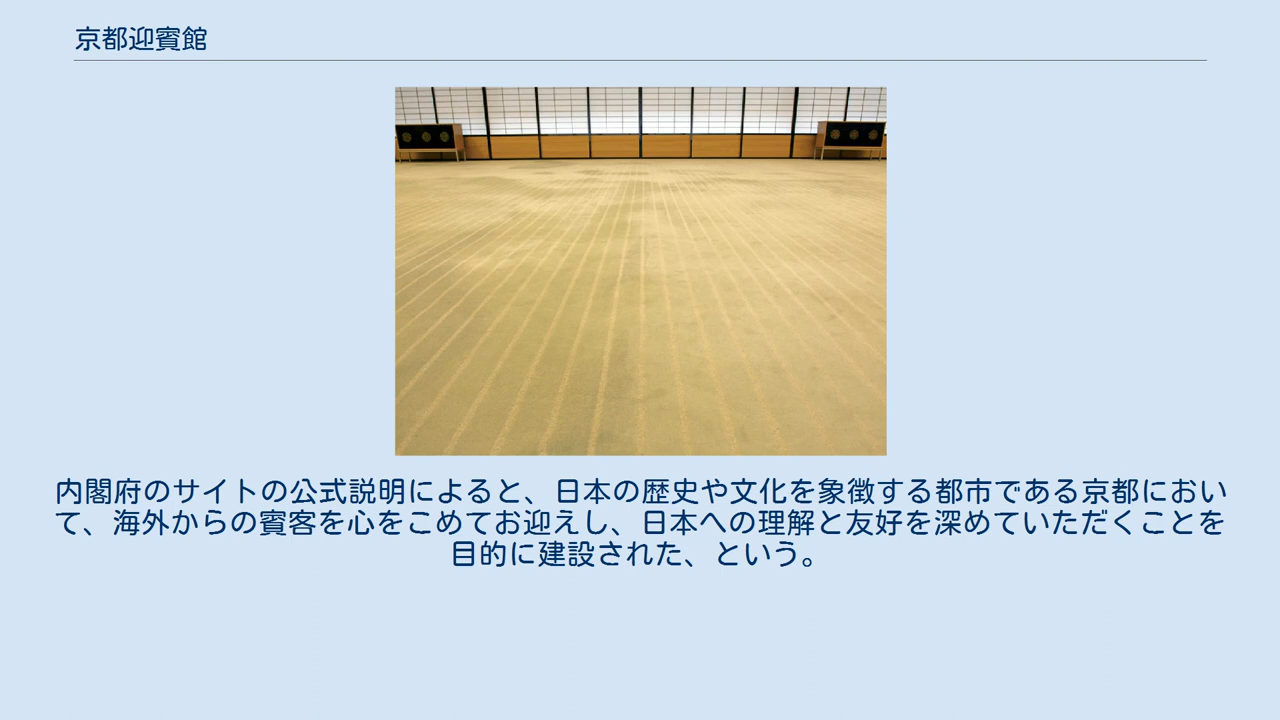 京都迎賓館
内閣府のサイトの公式説明によると、日本の歴史や文化を象徴する都市である京都におい
て、海外からの賓客を心をこめてお迎えし、日本への理解と友好を深めていただくことを
目的に建設された、という。